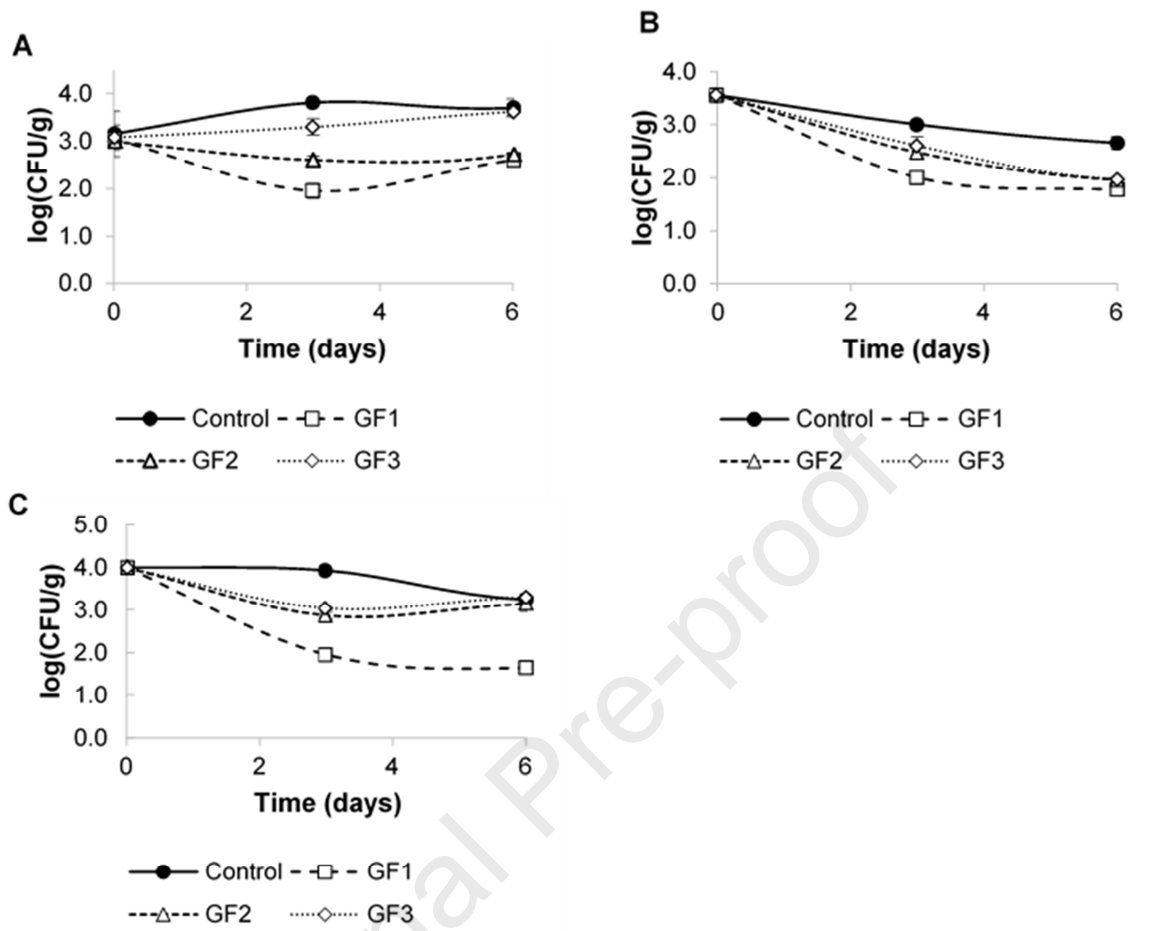 A
log(CFU/g)
4.0
3.0
2.0
1.0
0.0
0 2 4 6
Time (days)
Control GF1
GF2 GF3
B
log(CFU/g)
4.0
3.0
2.0
1.0
0.0
0 2 4 6
Time (days)
Control GF1
GF2 GF3
C
log(CFU/g)
5.0
4.0
3.0
2.0
1.0
0.0
0 2 4 6
Time (days)
Control GF1
GF2 GF3
nal Pre-proof